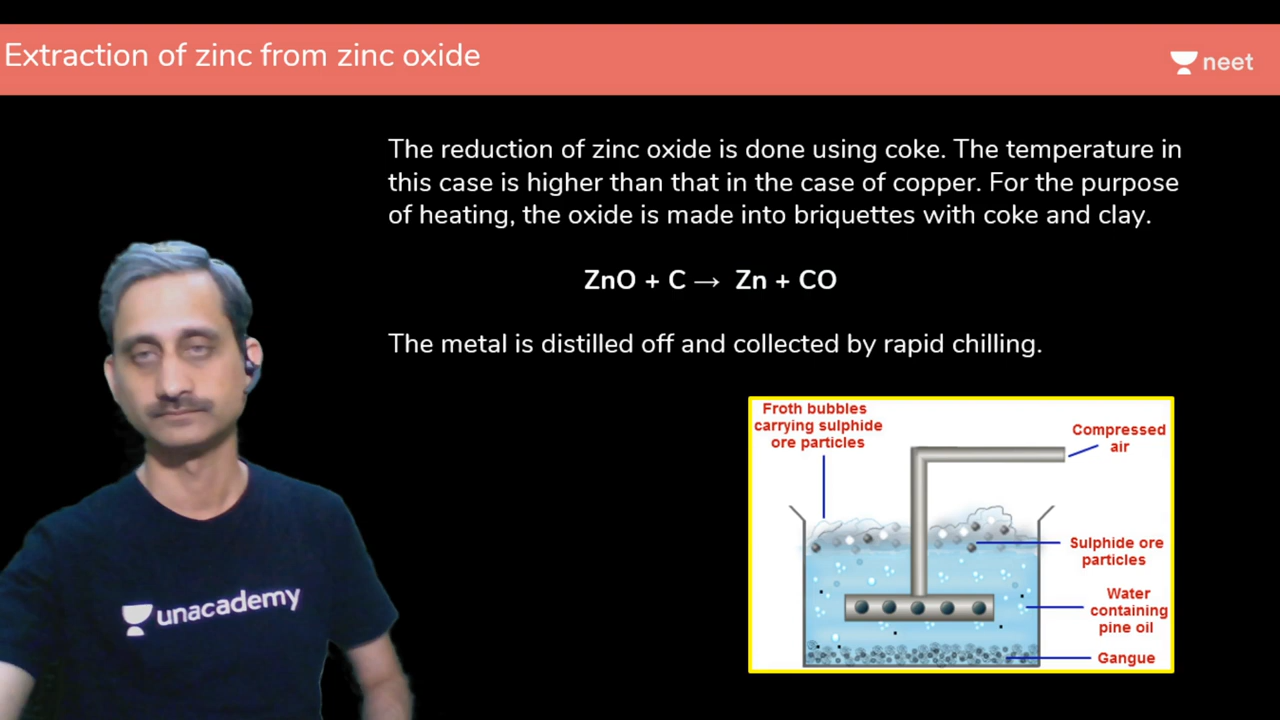 Extraction of zinc from zinc oxide
neet
The reduction of zinc oxide is done using coke. The temperature in
this case is higher than that in the case of copper. For the purpose
of heating, the oxide is made into briquettes with coke and clay.
ZnO + C → Zn + CO
The metal is distilled off and collected by rapid chilling.
Froth bubbles
carrying sulphide
ore particles
Compressed
air
Sulphide ore
particles
Water
containing
pine oil
Gangue
unacademy